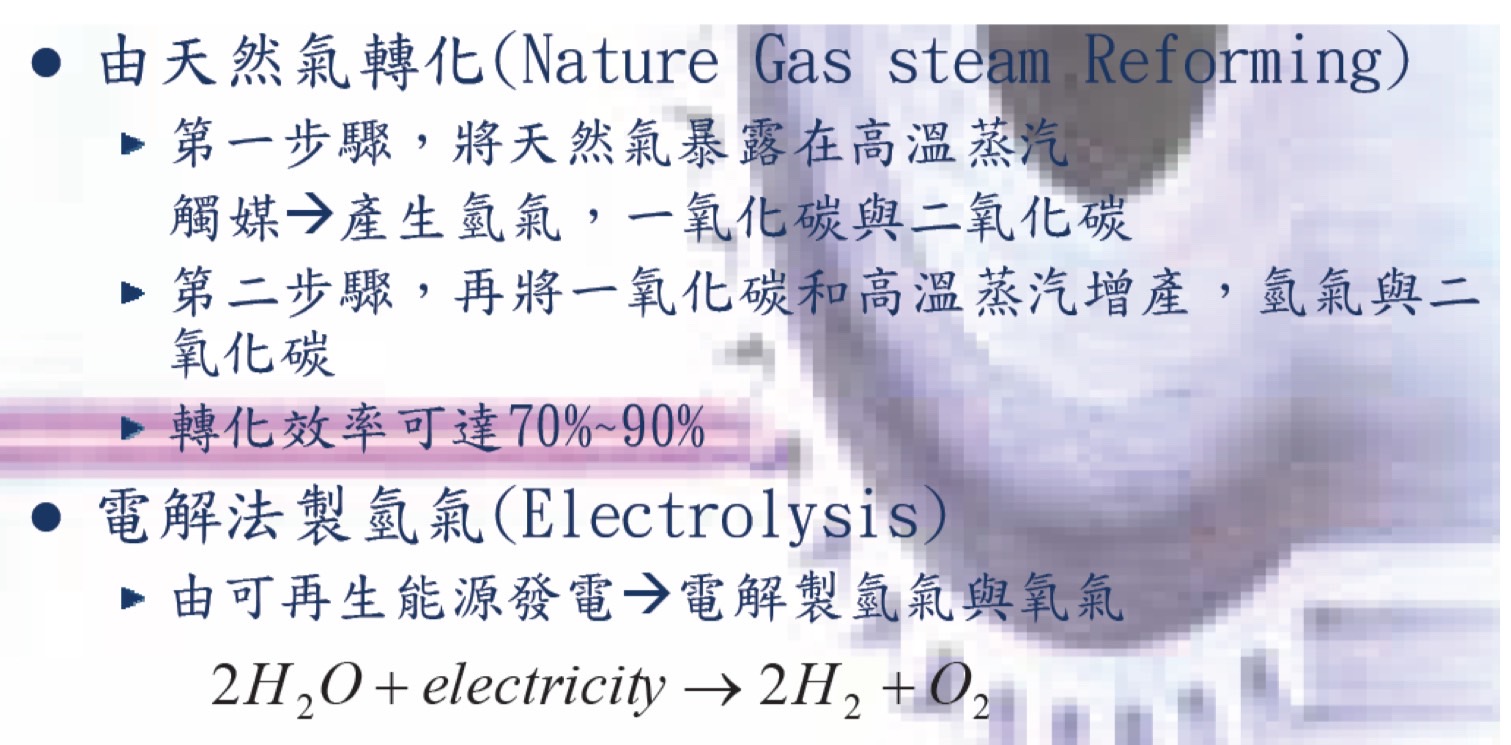 ● 由天然氣轉化(Nature Gas steam Reforming)
► 第一步驟，將天然氣暴露在高溫蒸汽
觸媒→產生氫氣，一氧化碳與二氧化碳
► 第二步驟，再將一氧化碳和高溫蒸汽增產，氫氣與二
氧化碳
► 轉化效率可達70%~90%
● 電解法製氫氣(Electrolysis)
► 由可再生能源發電→電解製氫氣與氧氣
2H₂O + electricity → 2H₂ + O₂